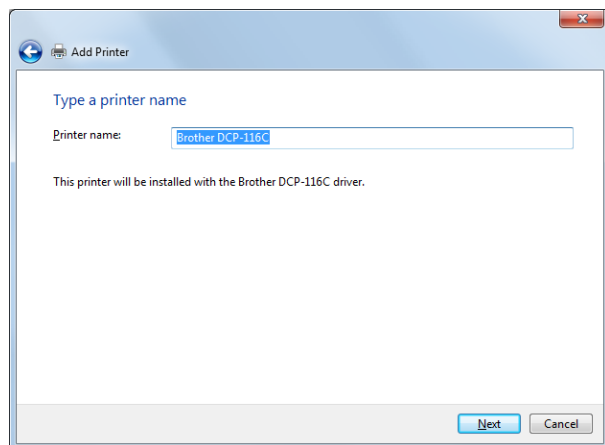 Add Printer
Type a printer name
Printer name: Brother DCP-116C
This printer will be installed with the Brother DCP-116C driver.
Next Cancel